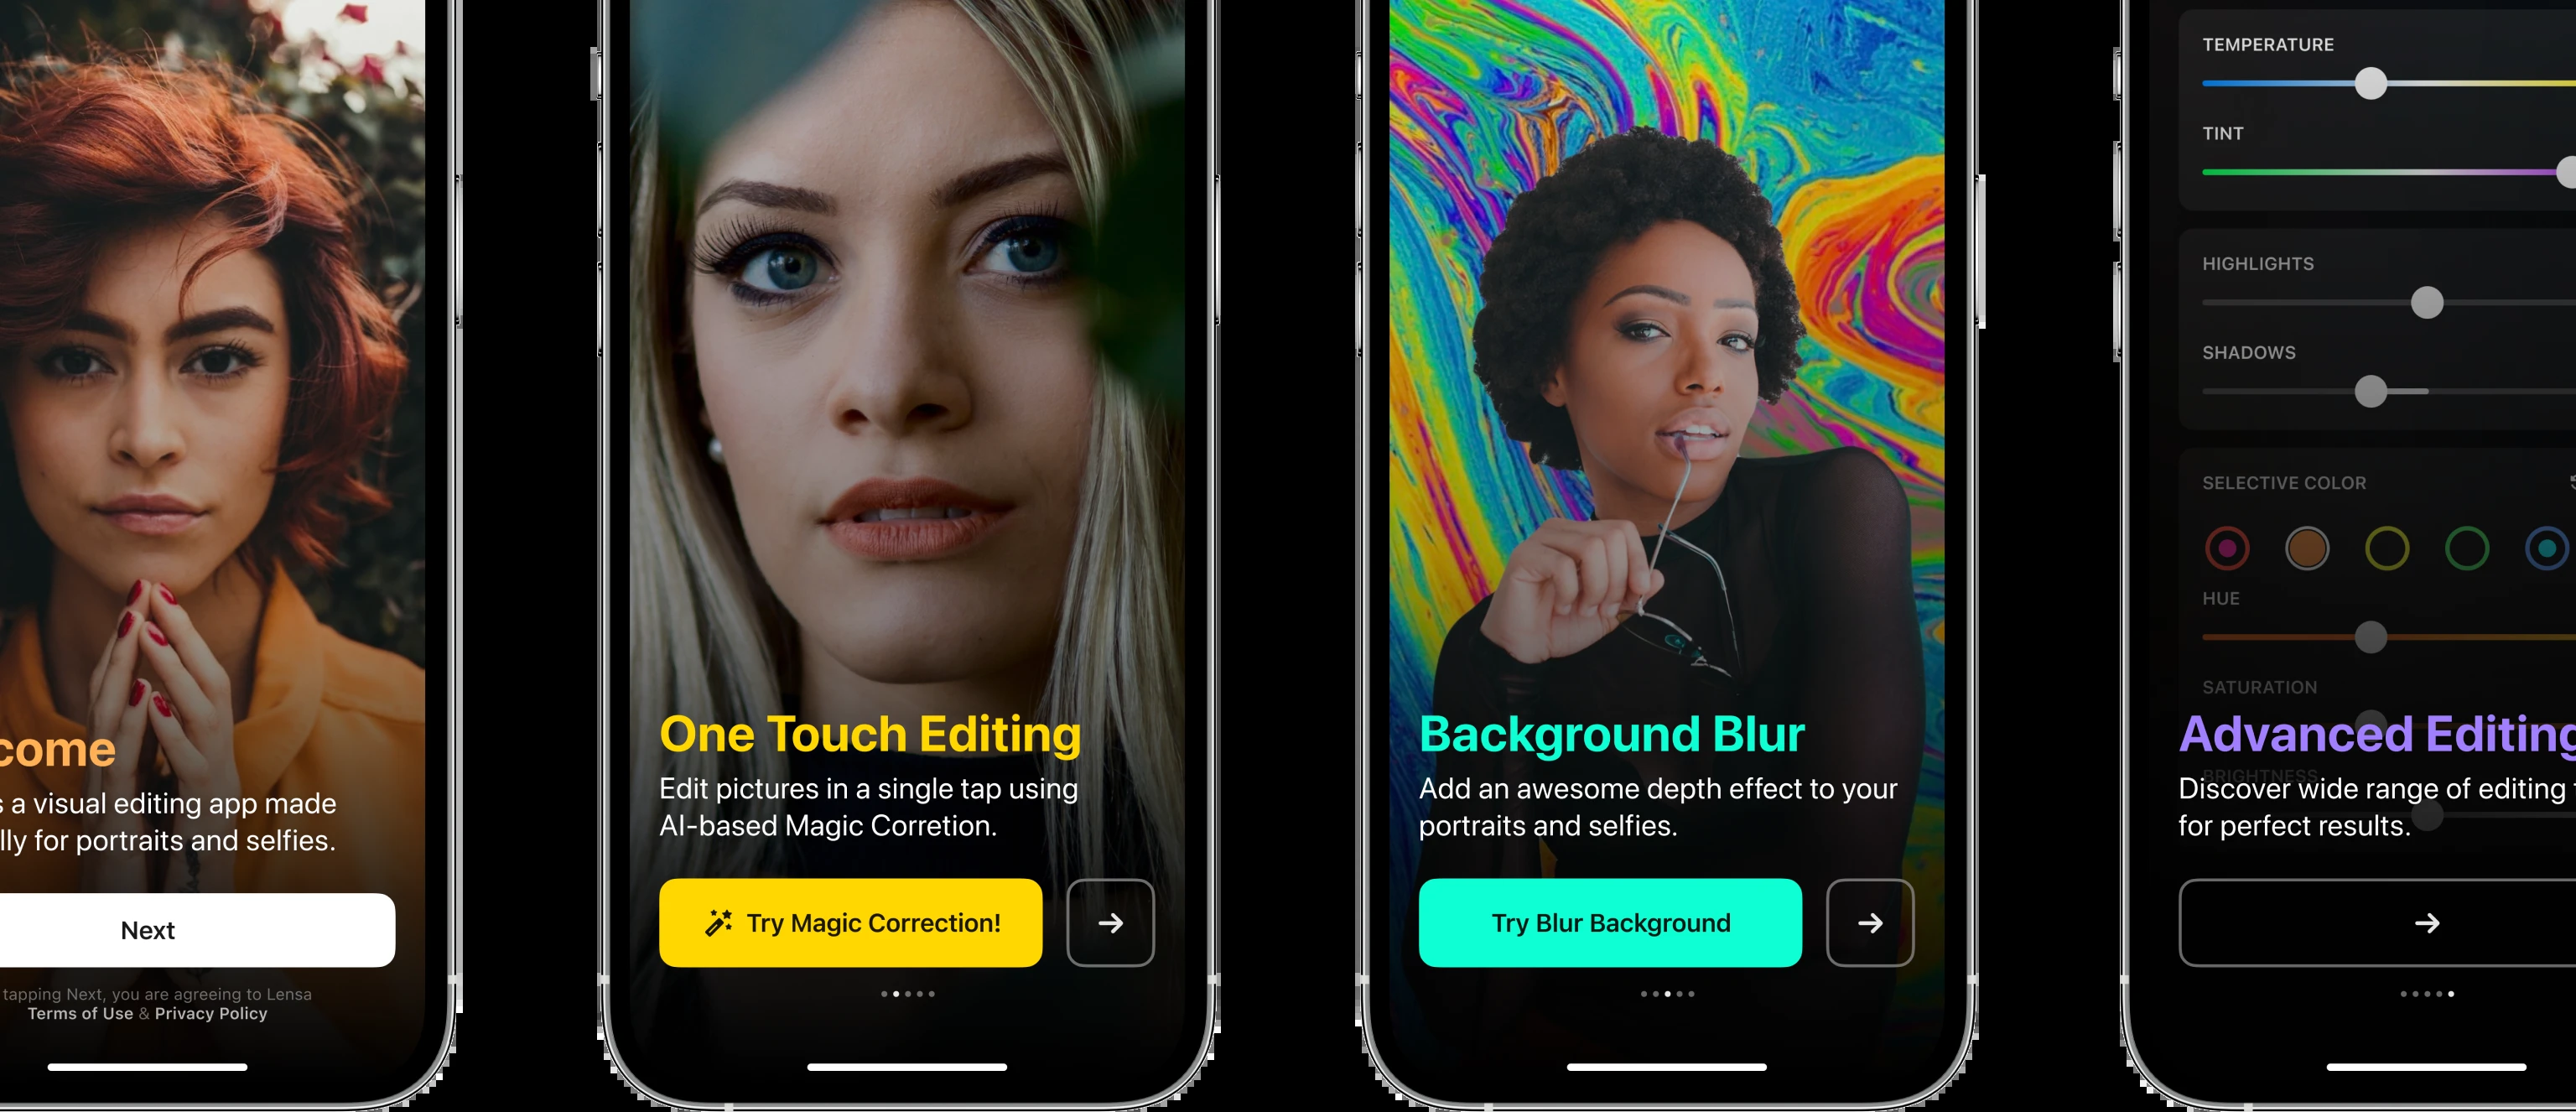 come
s a visual editing app made
lly for portraits and selfies.
Next
tapping Next, you are agreeing to Lensa
Terms of Use & Privacy Policy
One Touch Editing
Edit pictures in a single tap using
AI-based Magic Corretion.
Try Magic Correction!
Background Blur
Add an awesome depth effect to your
portraits and selfies.
Try Blur Background
TEMPERATURE
TINT
HIGHLIGHTS
SHADOWS
SELECTIVE COLOR
HUE
SATURATION
Advanced Editing
BRIGHTNESS
Discover wide range of editing
for perfect results.